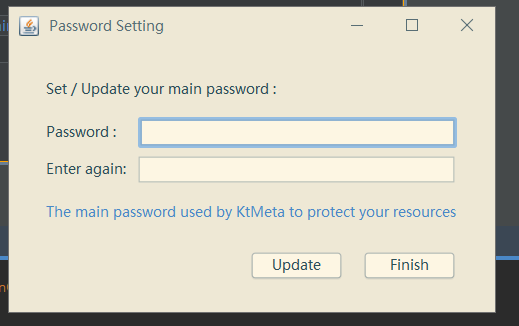 Password Setting
Set / Update your main password :
Password :
Enter again:
The main password used by KtMeta to protect your resources
Update Finish